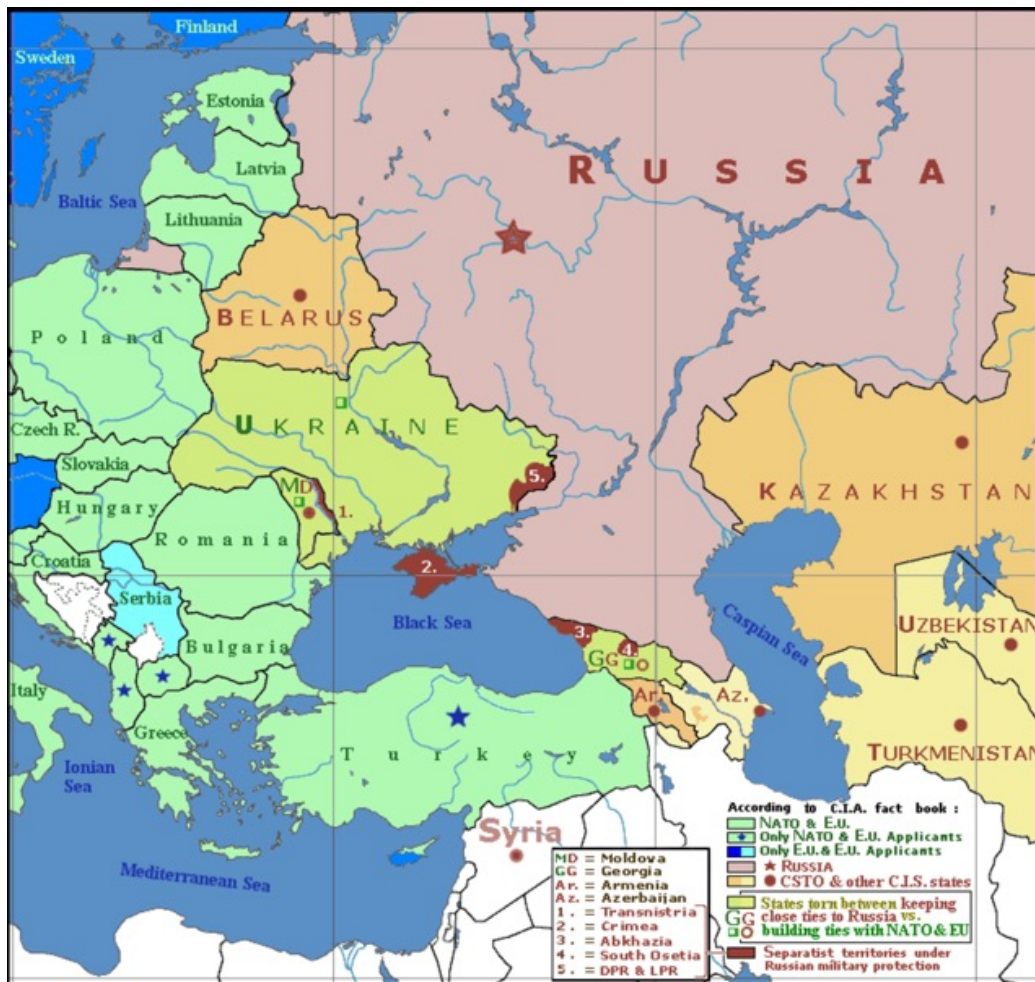 Finland
Sweden
Estonia
RUSSIA
Latvia
Baltic Sea
Lithuania
BELARUS
Poland
UKRAINE
Czech R.
Slovakia
5.
MD
KAZAKHSTAN
Hungary
1.
Romania
Croatia
2.
Serbia
Black Sea
Caspian Sea
UZBEKISTAN
3.
Bulgaria
4.
GG
Italy
Ar.
Az.
Greece
Turkey
TURKMENISTAN
Ionian
Sea
Syria
Mediterranean Sea
MD = Moldova
GG = Georgia
Ar. = Armenia
Az. = Azerbaijan
1. = Transnistria
2. = Crimea
3. = Abkhazia
4. = South Osetia
5. = DPR & LPR
According to C.I.A. fact book :
NATO & E.U.
Only NATO & E.U. Applicants
Only E.U. & E.U. Applicants
RUSSIA
CSTO & other C.I.S. states
States torn between keeping
GG close ties to Russia vs.
building ties with NATO & EU
Separatist territories under
Russian military protection